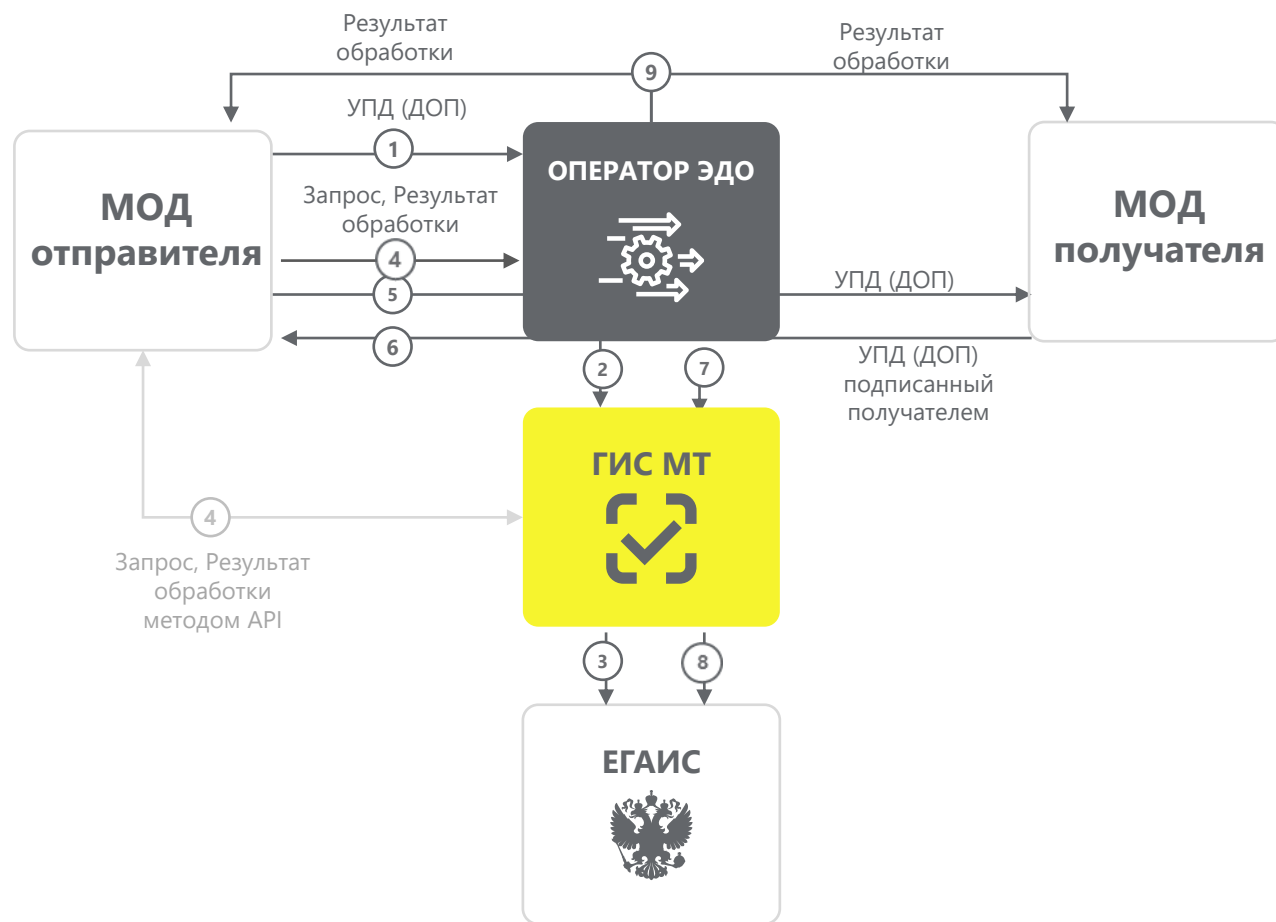 Результат
обработки
Результат
обработки
9
УПД (ДОП)
1
ОПЕРАТОР ЭДО
МОД
отправителя
МОД
получателя
Запрос, Результат
обработки
4
5
УПД (ДОП)
6
УПД (ДОП)
подписанный
получателем
2
7
ГИС МТ
4
Запрос, Результат
обработки
методом API
3
8
ЕГАИС